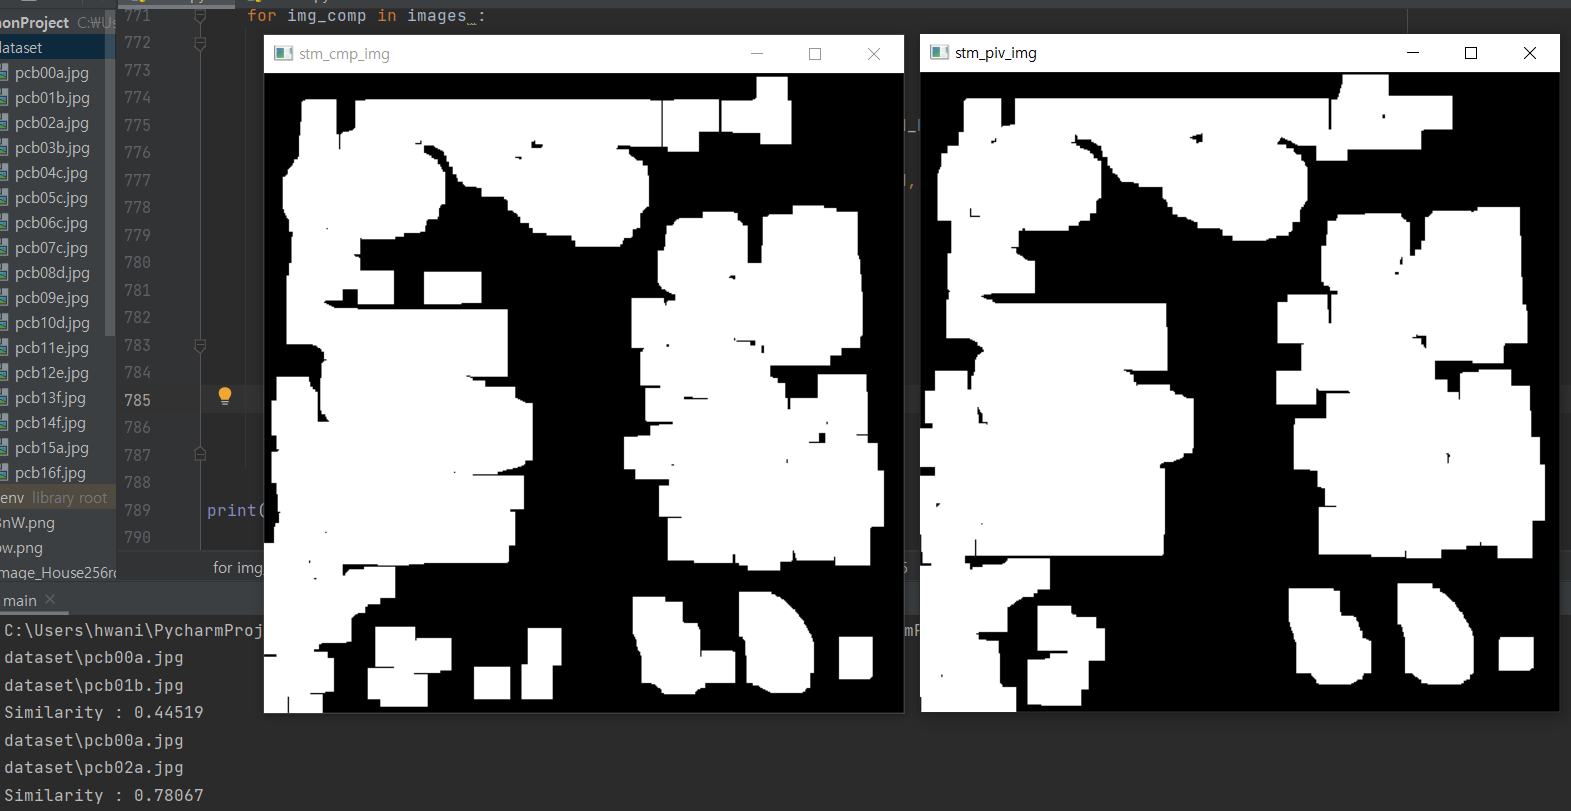 771 for img_comp in images :
onProject C:₩Us
dataset
772
stm_cmp_img
stm_piv_img
pcb00a.jpg
773
pcb01b.jpg
774
pcb02a.jpg
775
pcb03b.jpg
776
pcb04c.jpg
777
pcb05c.jpg
778
pcb06c.jpg
779
pcb07c.jpg
780
pcb08d.jpg
781
pcb09e.jpg
782
pcb10d.jpg
783
pcb11e.jpg
784
pcb12e.jpg
785
pcb13f.jpg
786
pcb14f.jpg
787
pcb15a.jpg
788
pcb16f.jpg
env library root
789 print(
nW.png
790
ow.png
for img
mage_House256r
main
C:\Users\hwani\PycharmProj
dataset\pcb00a.jpg
dataset\pcb01b.jpg
Similarity : 0.44519
dataset\pcb00a.jpg
dataset\pcb02a.jpg
Similarity : 0.78067